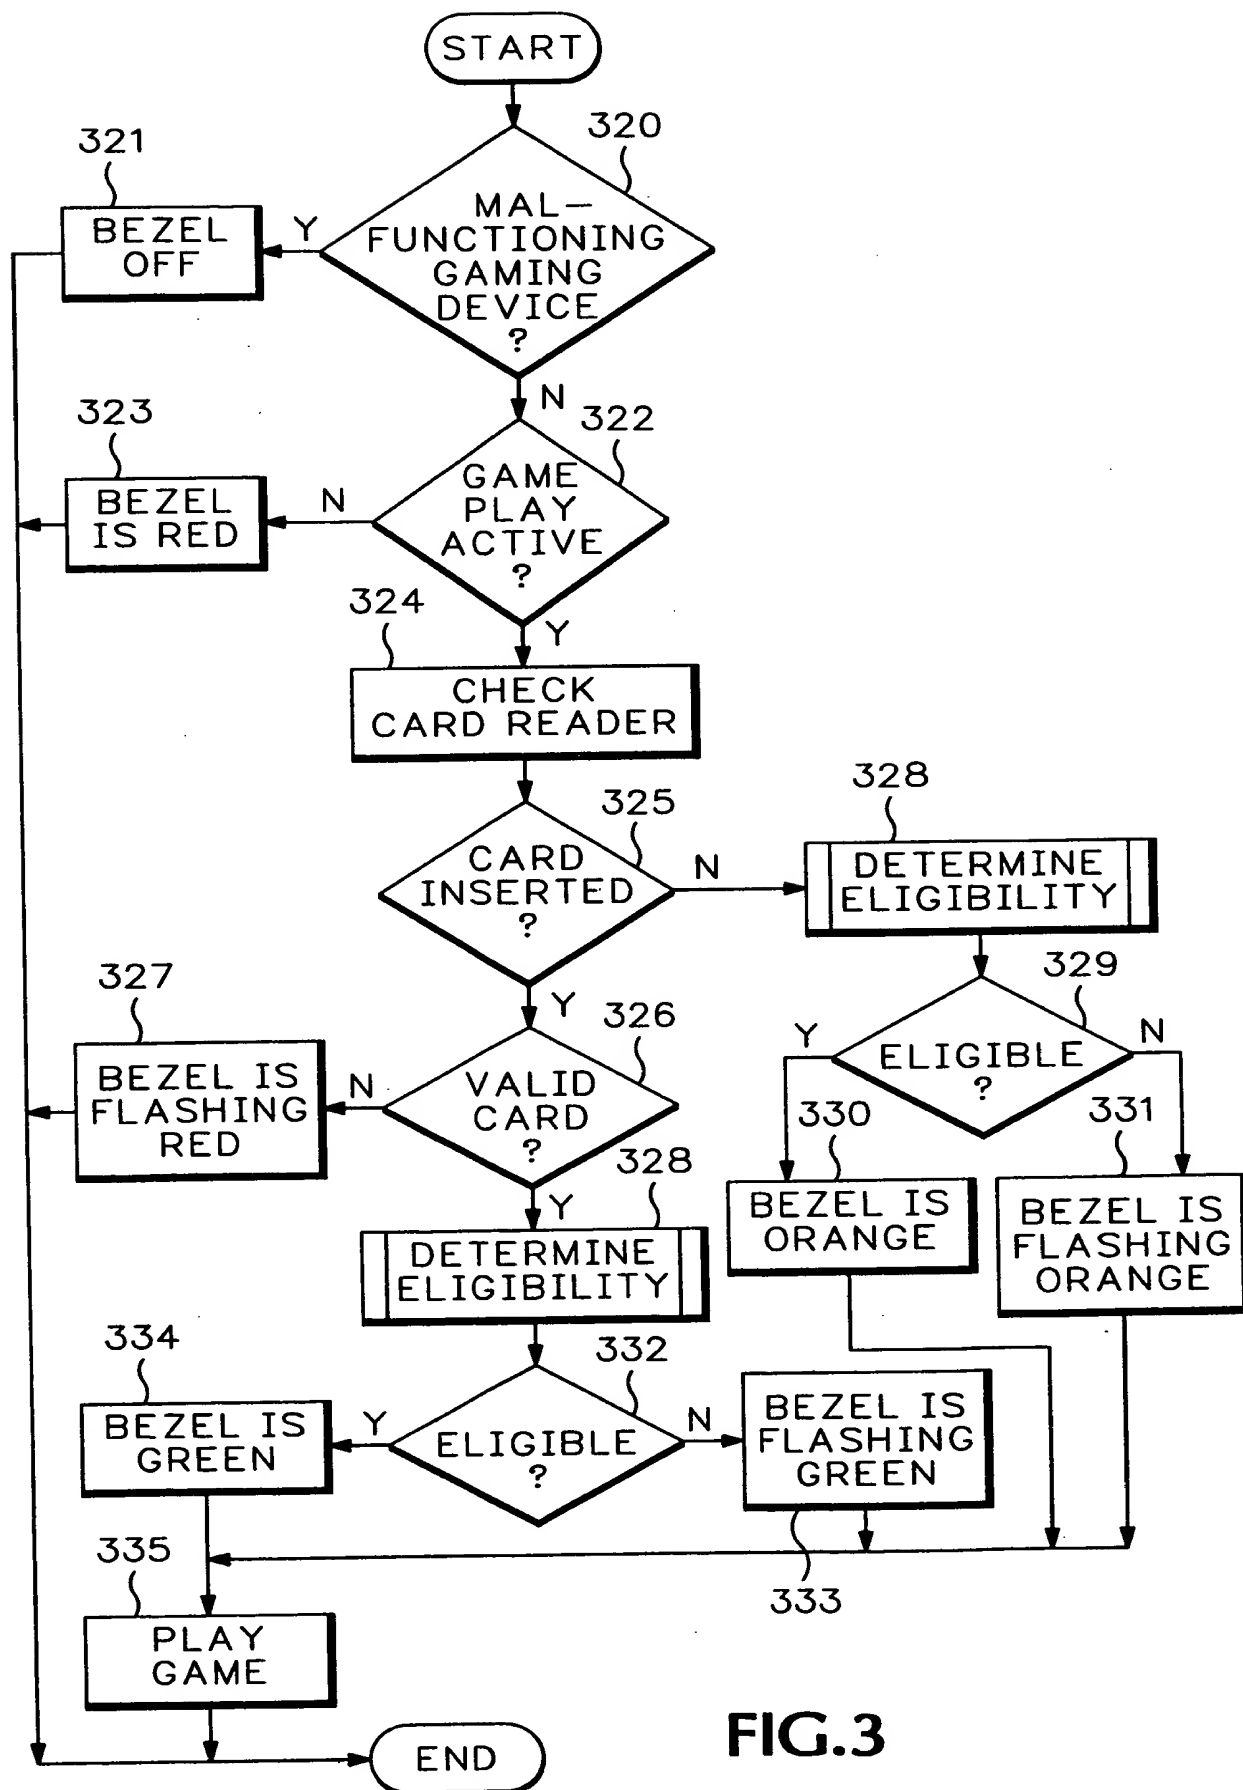 START
320
321
MAL-
FUNCTIONING
GAMING
DEVICE
?
Y
BEZEL
OFF
N
322
323
GAME
PLAY
ACTIVE
?
N
BEZEL
IS RED
324
Y
CHECK
CARD READER
325
328
CARD
INSERTED
?
N
DETERMINE
ELIGIBILITY
327
Y
326
329
Y
N
ELIGIBLE
?
BEZEL IS
FLASHING
RED
N
VALID
CARD
?
330
331
328
Y
BEZEL IS
ORANGE
BEZEL IS
FLASHING
ORANGE
DETERMINE
ELIGIBILITY
334
332
BEZEL IS
GREEN
Y
ELIGIBLE
?
N
BEZEL IS
FLASHING
GREEN
335
333
PLAY
GAME
END
FIG.3